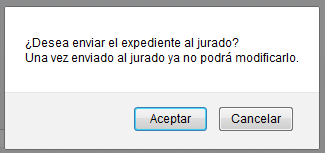 ¿Desea enviar el expediente al jurado?
Una vez enviado al jurado ya no podrá modificarlo.
Aceptar Cancelar